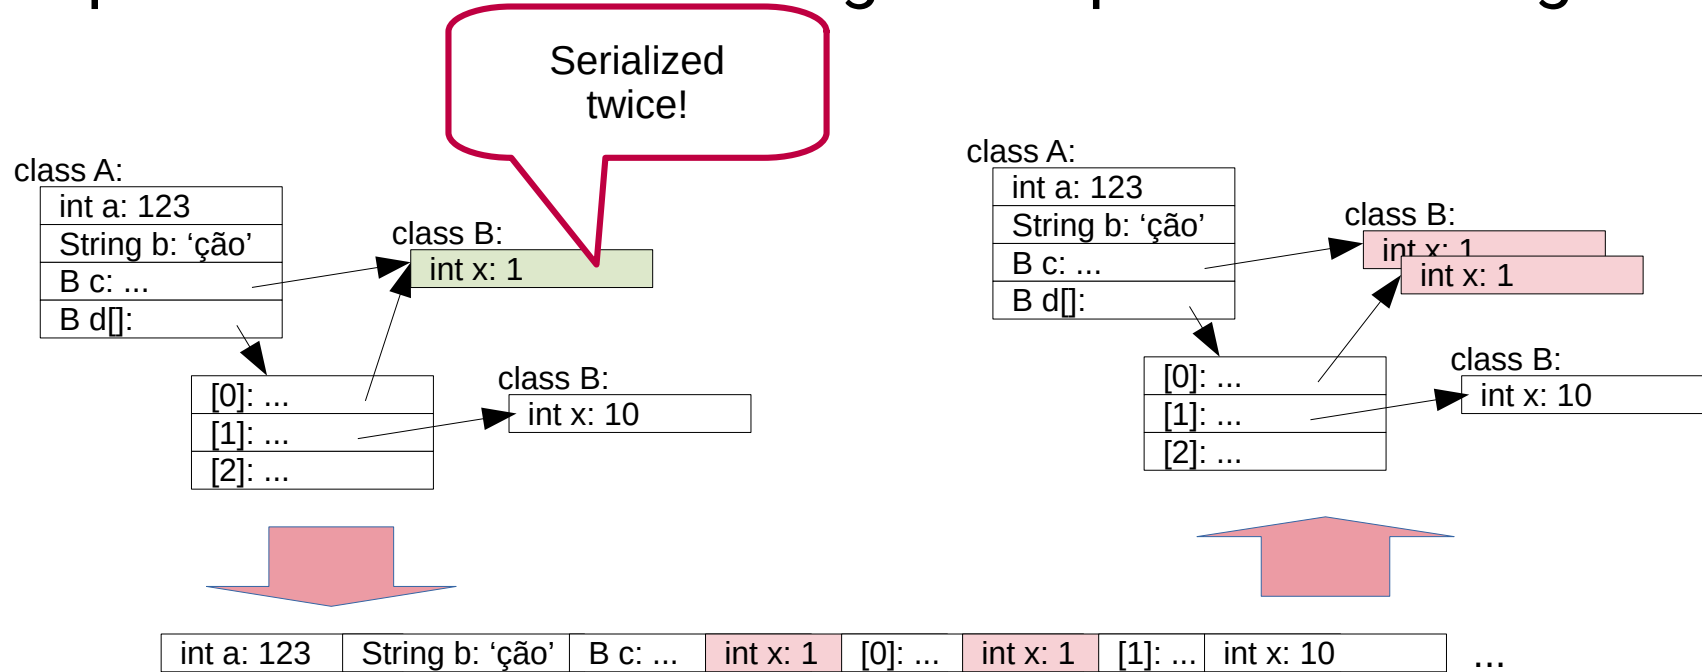 Serialized
twice!
class A:
int a: 123
String b: ‘ção’
B c: ...
B d[]:
class B:
int x: 1
[0]: ...
[1]: ...
[2]: ...
class B:
int x: 10
class A:
int a: 123
String b: ‘ção’
B c: ...
B d[]:
class B:
int x: 1
int x: 1
[0]: ...
[1]: ...
[2]: ...
class B:
int x: 10
int a: 123 String b: ‘ção’ B c: ... int x: 1 [0]: ... int x: 1 [1]: ... int x: 10 ...